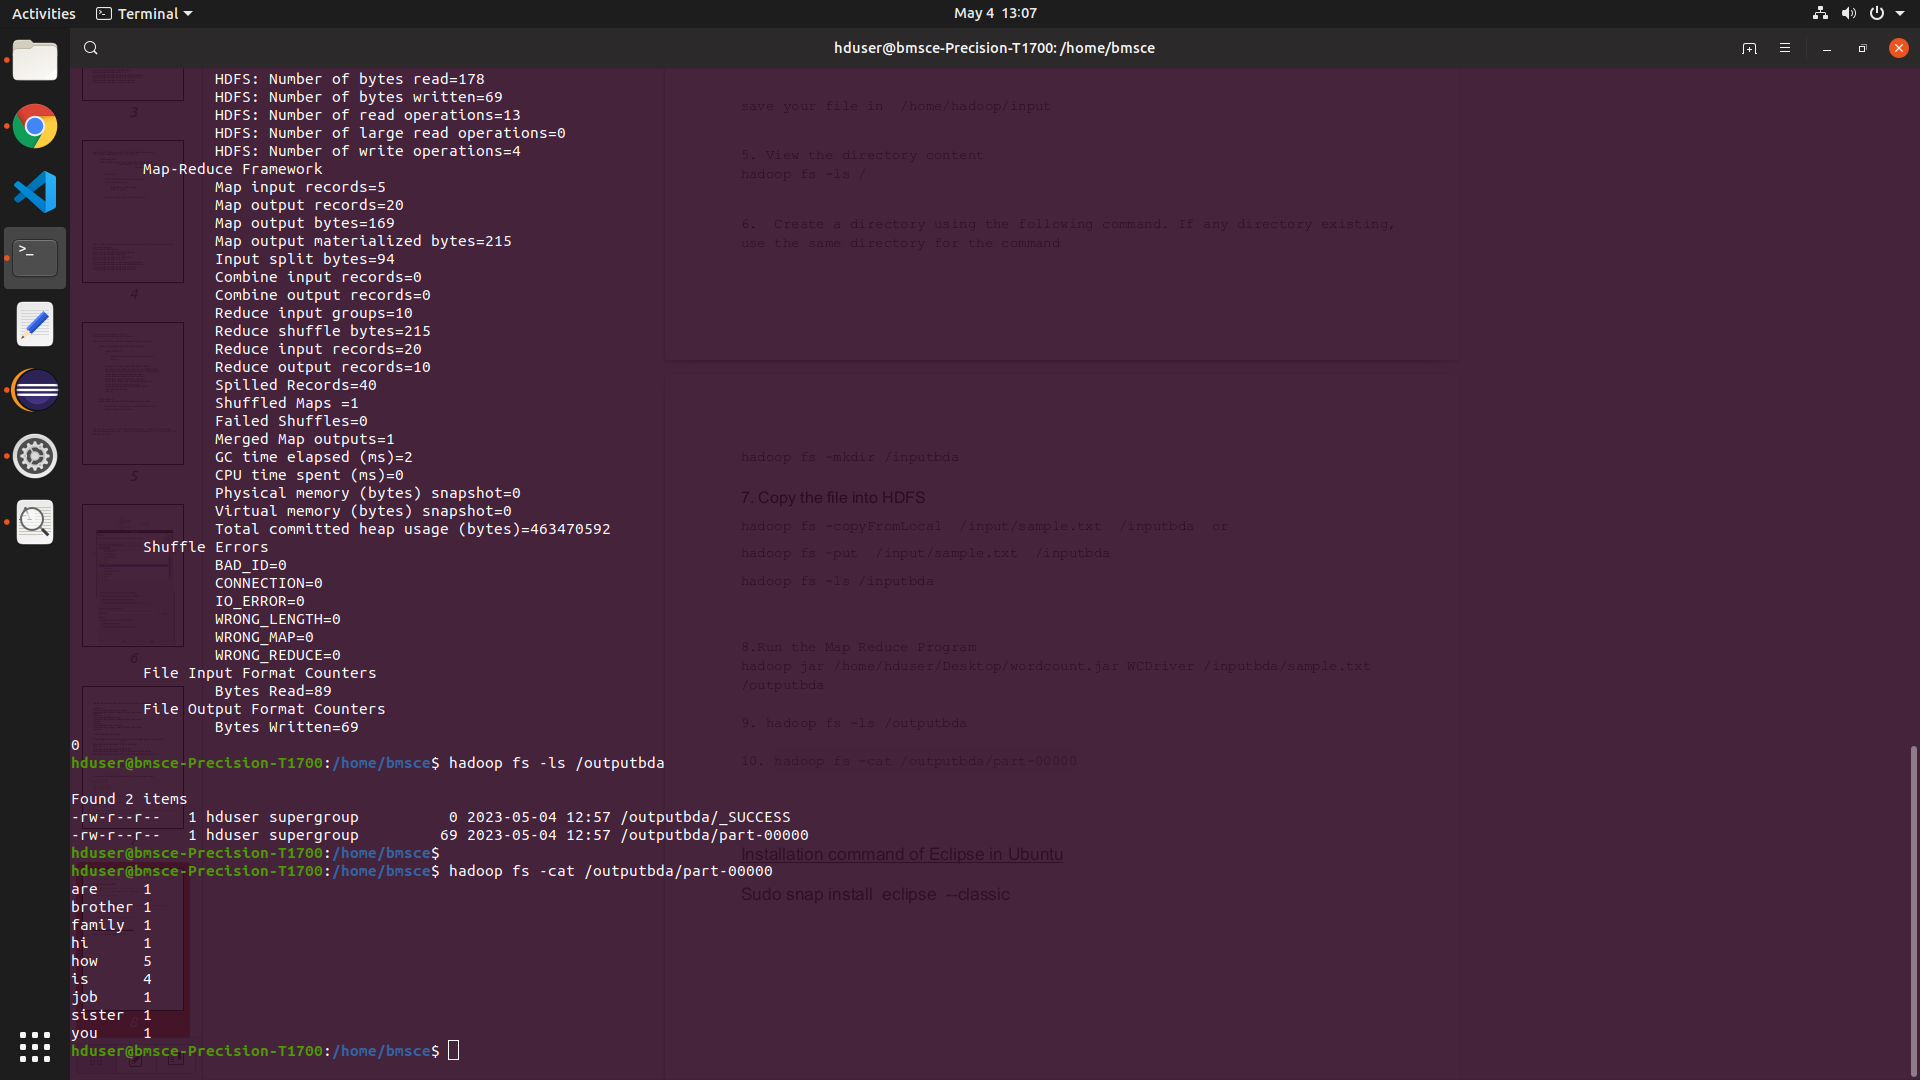 Activities
Terminal
May 4 13:07
hduser@bmsce-Precision-T1700: /home/bmsce
HDFS: Number of bytes read=178
HDFS: Number of bytes written=69
HDFS: Number of read operations=13
HDFS: Number of large read operations=0
HDFS: Number of write operations=4
Map-Reduce Framework
Map input records=5
Map output records=20
Map output bytes=169
Map output materialized bytes=215
Input split bytes=94
Combine input records=0
Combine output records=0
Reduce input groups=10
Reduce shuffle bytes=215
Reduce input records=20
Reduce output records=10
Spilled Records=40
Shuffled Maps =1
Failed Shuffles=0
Merged Map outputs=1
GC time elapsed (ms)=2
CPU time spent (ms)=0
Physical memory (bytes) snapshot=0
Virtual memory (bytes) snapshot=0
Total committed heap usage (bytes)=463470592
Shuffle Errors
BAD_ID=0
CONNECTION=0
IO_ERROR=0
WRONG_LENGTH=0
WRONG_MAP=0
WRONG_REDUCE=0
File Input Format Counters
Bytes Read=89
File Output Format Counters
Bytes Written=69
0
hduser@bmsce-Precision-T1700:/home/bmsce$ hadoop fs -ls /outputbda
Found 2 items
-rw-r--r--   1 hduser supergroup          0 2023-05-04 12:57 /outputbda/_SUCCESS
-rw-r--r--   1 hduser supergroup         69 2023-05-04 12:57 /outputbda/part-00000
hduser@bmsce-Precision-T1700:/home/bmsce$
hduser@bmsce-Precision-T1700:/home/bmsce$ hadoop fs -cat /outputbda/part-00000
are     1
brother 1
family  1
hi      1
how     5
is      4
job     1
sister  1
you     1
hduser@bmsce-Precision-T1700:/home/bmsce$
3
4
5
6
8
save your file in  /home/hadoop/input
5. View the directory content
hadoop fs -ls /
6.  Create a directory using the following command. If any directory existing,
use the same directory for the command
hadoop fs -mkdir /inputbda
7. Copy the file into HDFS
hadoop fs -copyFromLocal  /input/sample.txt  /inputbda  or
hadoop fs -put  /input/sample.txt  /inputbda
hadoop fs -ls /inputbda
8.Run the Map Reduce Program
hadoop jar /home/hduser/Desktop/wordcount.jar WCDriver /inputbda/sample.txt
/outputbda
9. hadoop fs -ls /outputbda
10. hadoop fs -cat /outputbda/part-00000
Installation command of Eclipse in Ubuntu
Sudo snap install  eclipse  --classic